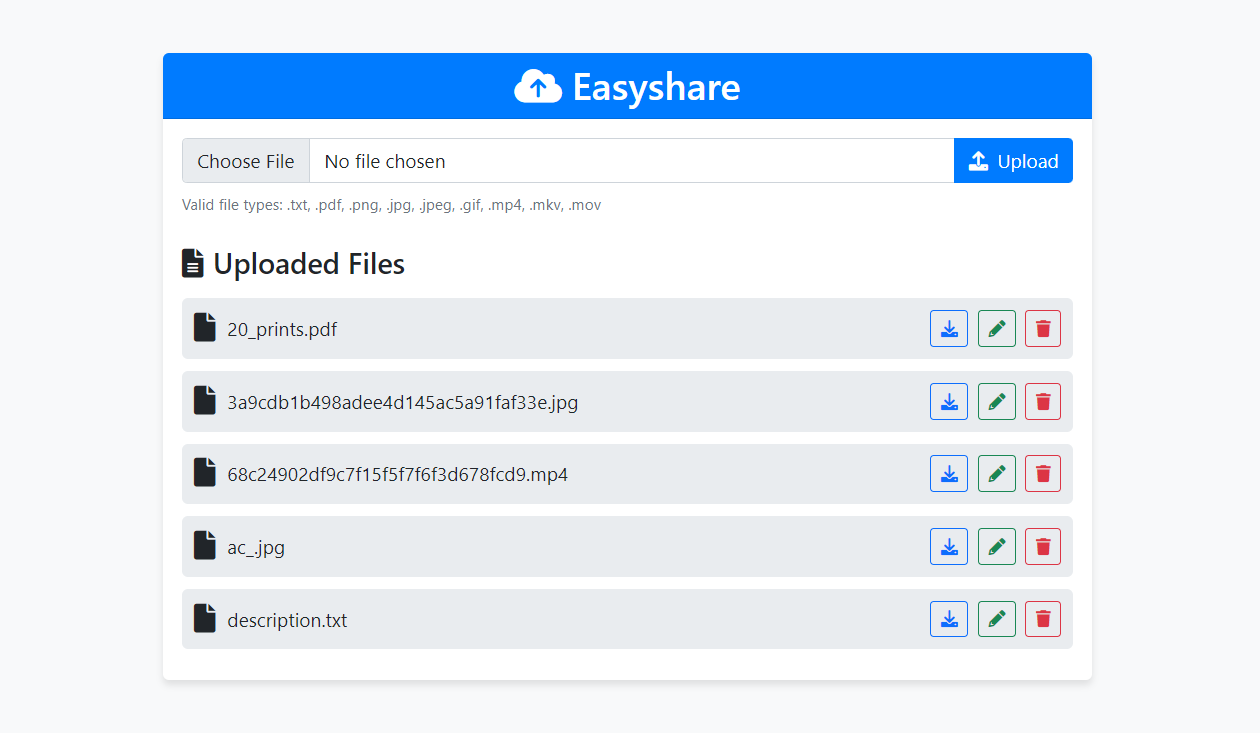 Easyshare
Choose File No file chosen Upload
Valid file types: .txt, .pdf, .png, .jpg, .jpeg, .gif, .mp4, .mkv, .mov
Uploaded Files
20_prints.pdf
3a9cdb1b498adee4d145ac5a91faf33e.jpg
68c24902df9c7f15f5f7f6f3d678fcd9.mp4
ac_.jpg
description.txt